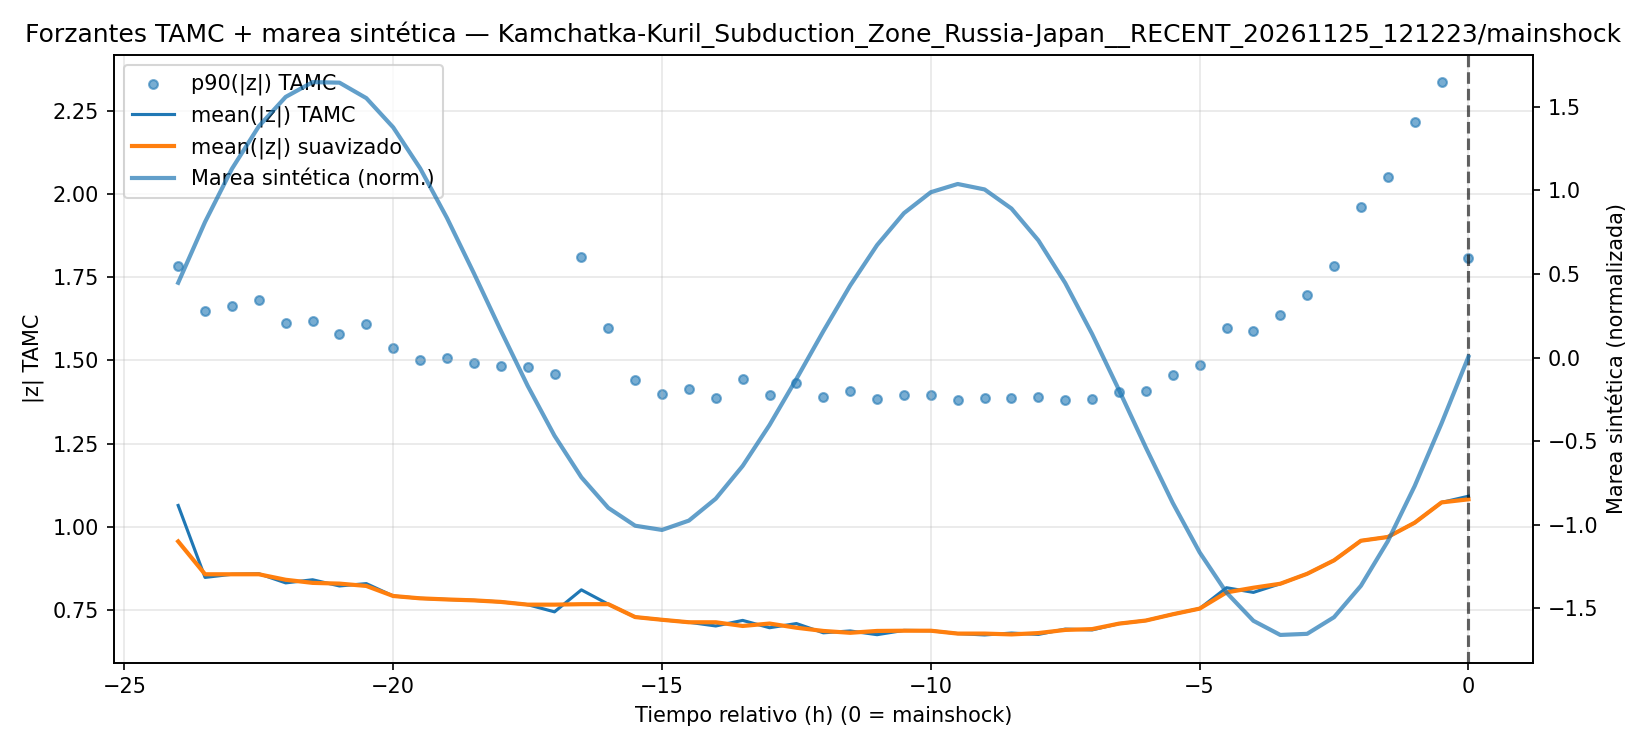 Forzantes TAMC + marea sintética — Kamchatka-Kuril_Subduction_Zone_Russia-Japan__RECENT_20261125_121223/mainshock
p90(|z|) TAMC
mean(|z|) TAMC
mean(|z|) suavizado
Marea sintética (norm.)
|z| TAMC
2.25
2.00
1.75
1.50
1.25
1.00
0.75
1.5
1.0
0.5
0.0
−0.5
−1.0
−1.5
Marea sintética (normalizada)
−25
−20
−15
−10
−5
0
Tiempo relativo (h) (0 = mainshock)